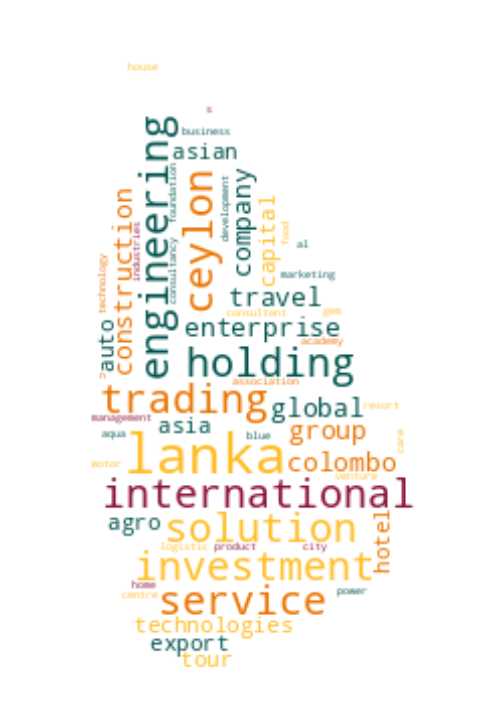 house
s
business
engineering
asian
foundation
ceylon
development
company
construction
industries
consultancy
capital
food
al
technology
marketing
travel
consultant
gem
auto
enterprise
academy
holding
association
trading
global
resort
management
asia
group
aqua
blue
care
lanka
colombo
motor
venture
international
agro
solution
hotel
logistic
product
city
investment
home
power
centre
service
technologies
export
tour